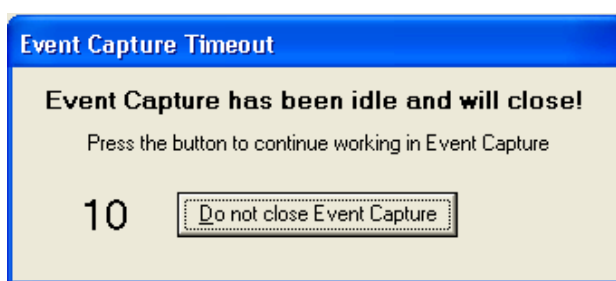 Event Capture Timeout
Event Capture has been idle and will close!
Press the button to continue working in Event Capture
10 Do not close Event Capture